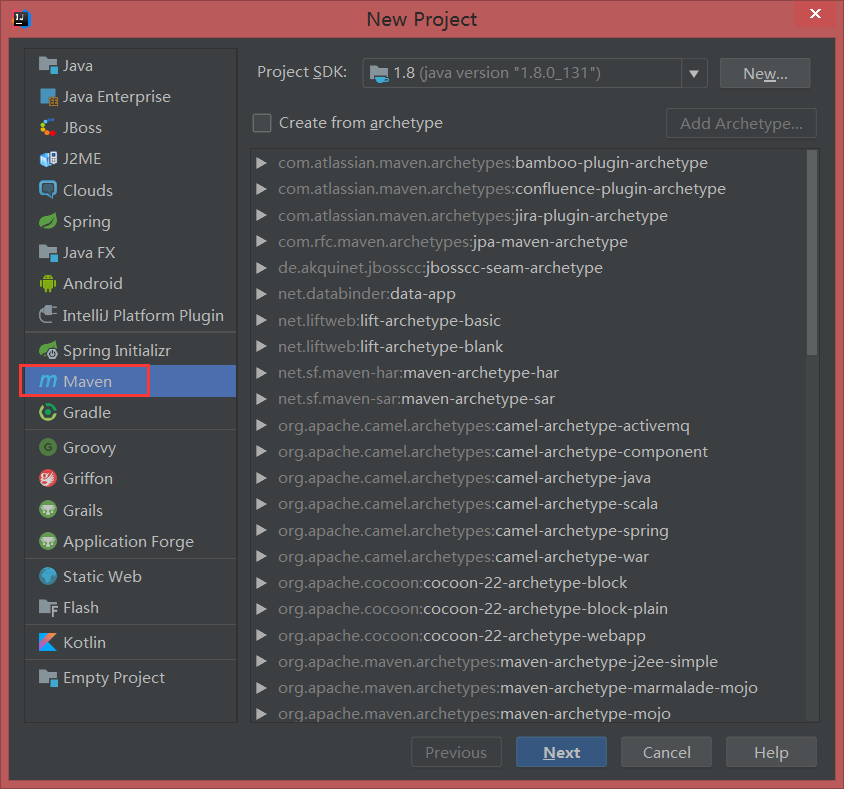 New Project
Java
Java Enterprise
JBoss
J2ME
Clouds
Spring
Java FX
Android
IntelliJ Platform Plugin
Spring Initializr
Maven
Gradle
Groovy
Griffon
Grails
Application Forge
Static Web
Flash
Kotlin
Empty Project
Project SDK: 1.8 (java version "1.8.0_131") New...
Create from archetype Add Archetype...
com.atlassian.maven.archetypes:bamboo-plugin-archetype
com.atlassian.maven.archetypes:confluence-plugin-archetype
com.atlassian.maven.archetypes:jira-plugin-archetype
com.rfc.maven.archetypes:jpa-maven-archetype
de.akquinet.jbosscc:jbosscc-seam-archetype
net.databinder:data-app
net.liftweb:lift-archetype-basic
net.liftweb:lift-archetype-blank
net.sf.maven-har:maven-archetype-har
net.sf.maven-sar:maven-archetype-sar
org.apache.camel.archetypes:camel-archetype-activemq
org.apache.camel.archetypes:camel-archetype-component
org.apache.camel.archetypes:camel-archetype-java
org.apache.camel.archetypes:camel-archetype-scala
org.apache.camel.archetypes:camel-archetype-spring
org.apache.camel.archetypes:camel-archetype-war
org.apache.cocoon:cocoon-22-archetype-block
org.apache.cocoon:cocoon-22-archetype-block-plain
org.apache.cocoon:cocoon-22-archetype-webapp
org.apache.maven.archetypes:maven-archetype-j2ee-simple
org.apache.maven.archetypes:maven-archetype-marmalade-mojo
org.apache.maven.archetypes:maven-archetype-mojo
Previous Next Cancel Help